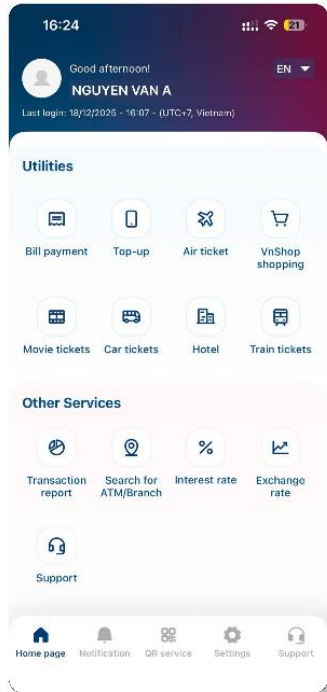 16:24
21
Good afternoon!
EN
NGUYEN VAN A
Last login: 18/12/2025 - 16:07 - (UTC+7, Vietnam)
Utilities
Bill payment Top-up Air ticket VnShop
shopping
Movie tickets Car tickets Hotel Train tickets
Other Services
Transaction Search for Interest rate Exchange
report ATM/Branch rate
Support
Home page Notification QR service Settings Support